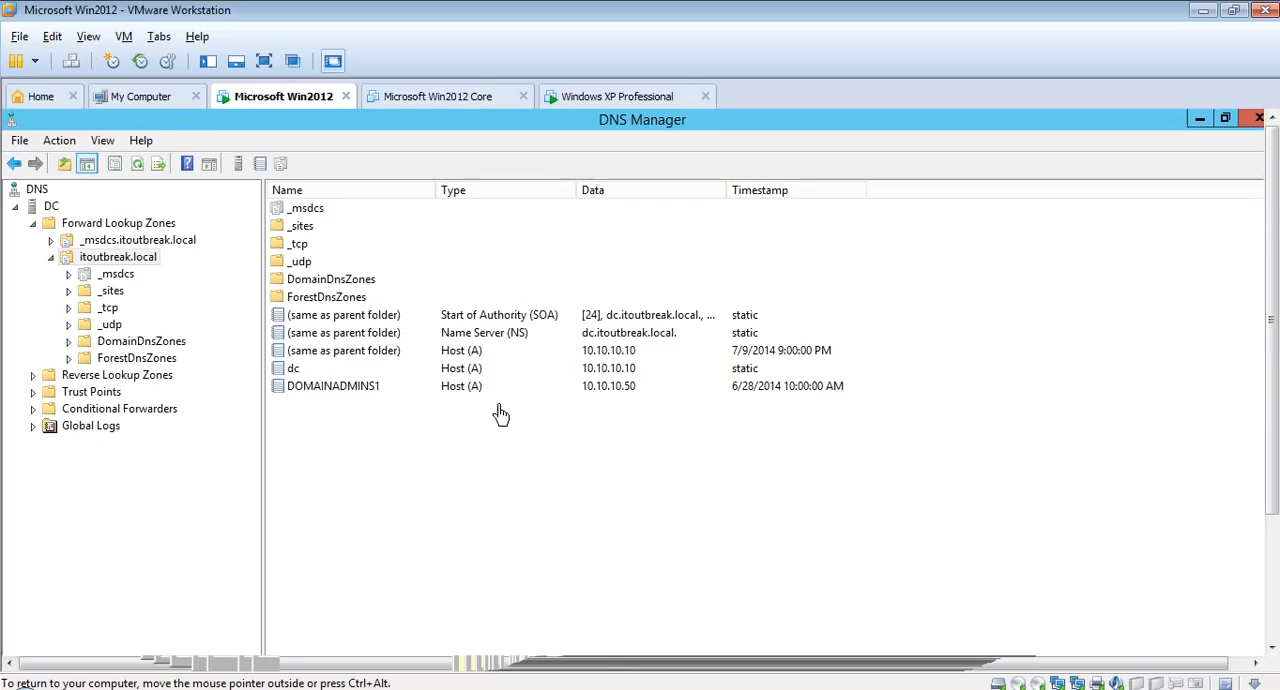 Microsoft Win2012 - VMware Workstation
File Edit View VM Tabs Help
Home My Computer Microsoft Win2012 Microsoft Win2012 Core Windows XP Professional
DNS Manager
File Action View Help
DNS
DC
Forward Lookup Zones
_msdcs.itoutbreak.local
itoutbreak.local
_msdcs
_sites
_tcp
_udp
DomainDnsZones
ForestDnsZones
Reverse Lookup Zones
Trust Points
Conditional Forwarders
Global Logs
Name Type Data Timestamp
_msdcs
_sites
_tcp
_udp
DomainDnsZones
ForestDnsZones
(same as parent folder) Start of Authority (SOA) [24], dc.itoutbreak.local., ... static
(same as parent folder) Name Server (NS) dc.itoutbreak.local. static
(same as parent folder) Host (A) 10.10.10.10 7/9/2014 9:00:00 PM
dc Host (A) 10.10.10.10 static
DOMAINADMINS1 Host (A) 10.10.10.50 6/28/2014 10:00:00 AM
To return to your computer, move the mouse pointer outside or press Ctrl+Alt.